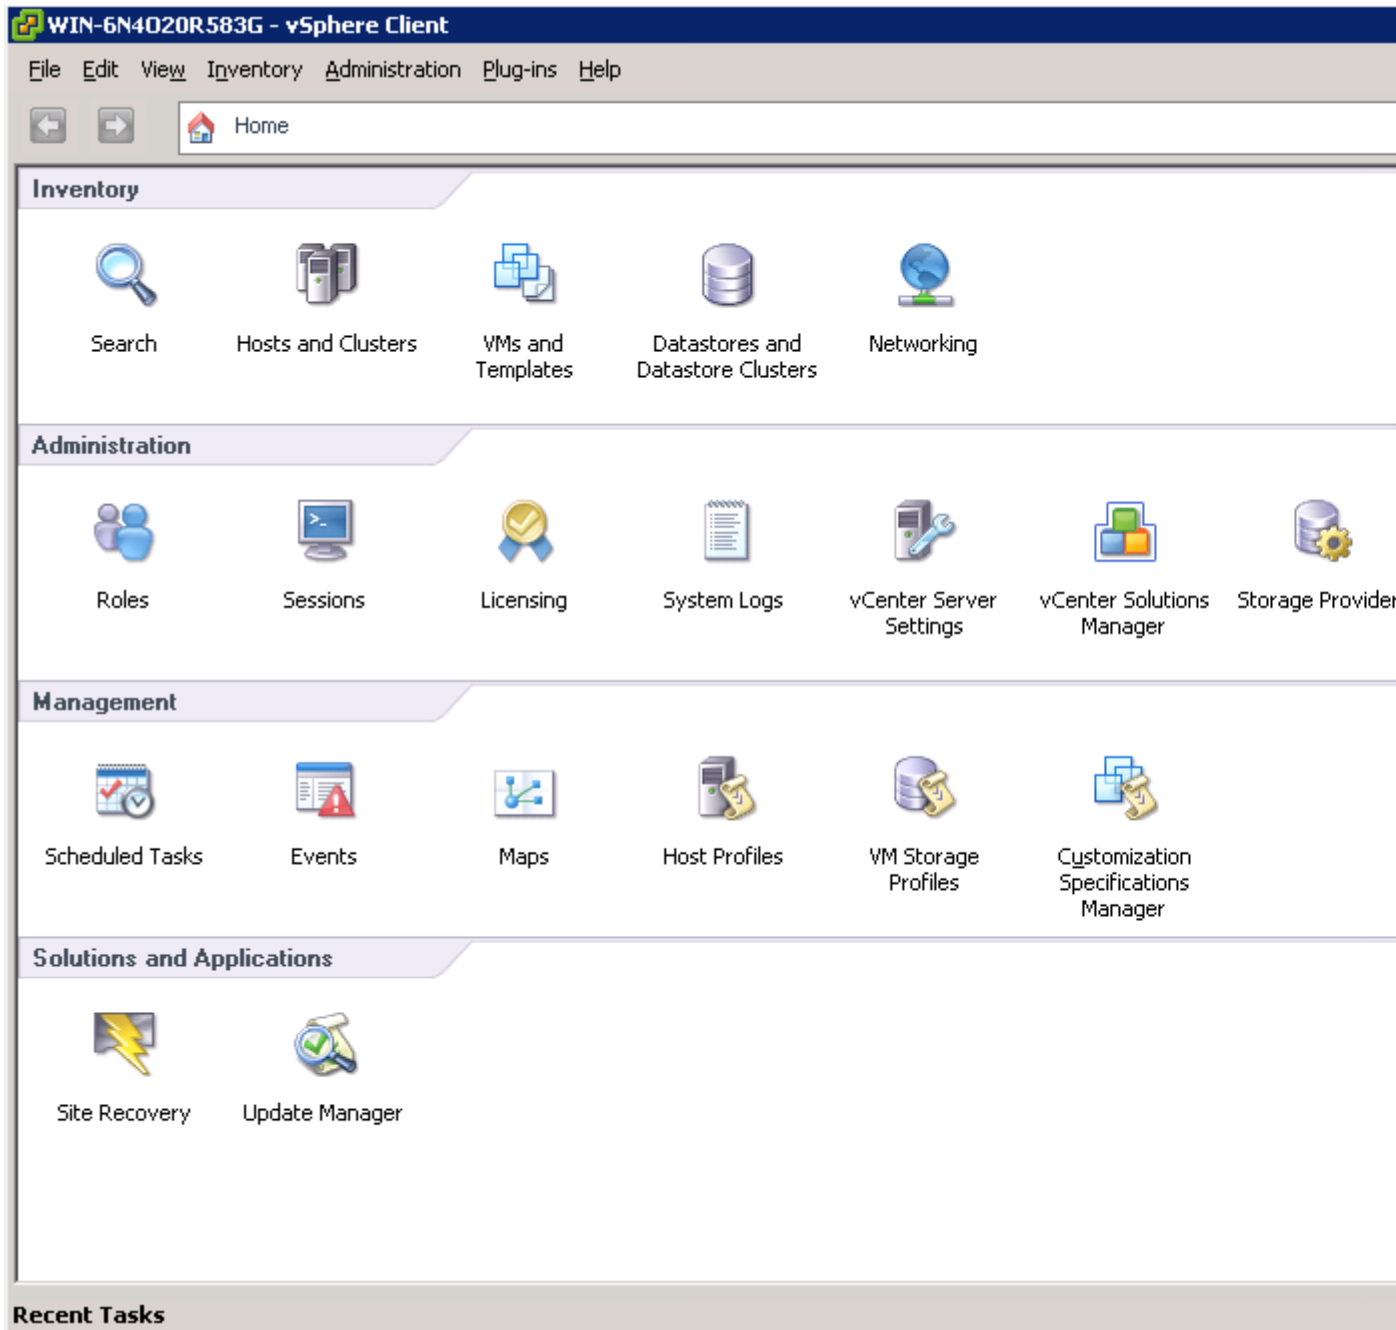 WIN-6N4O20R583G - vSphere Client
File Edit View Inventory Administration Plug-ins Help
Home
Inventory
Search Hosts and Clusters VMs and Templates Datastores and Datastore Clusters Networking
Administration
Roles Sessions Licensing System Logs vCenter Server Settings vCenter Solutions Manager Storage Provider
Management
Scheduled Tasks Events Maps Host Profiles VM Storage Profiles Customization Specifications Manager
Solutions and Applications
Site Recovery Update Manager
Recent Tasks